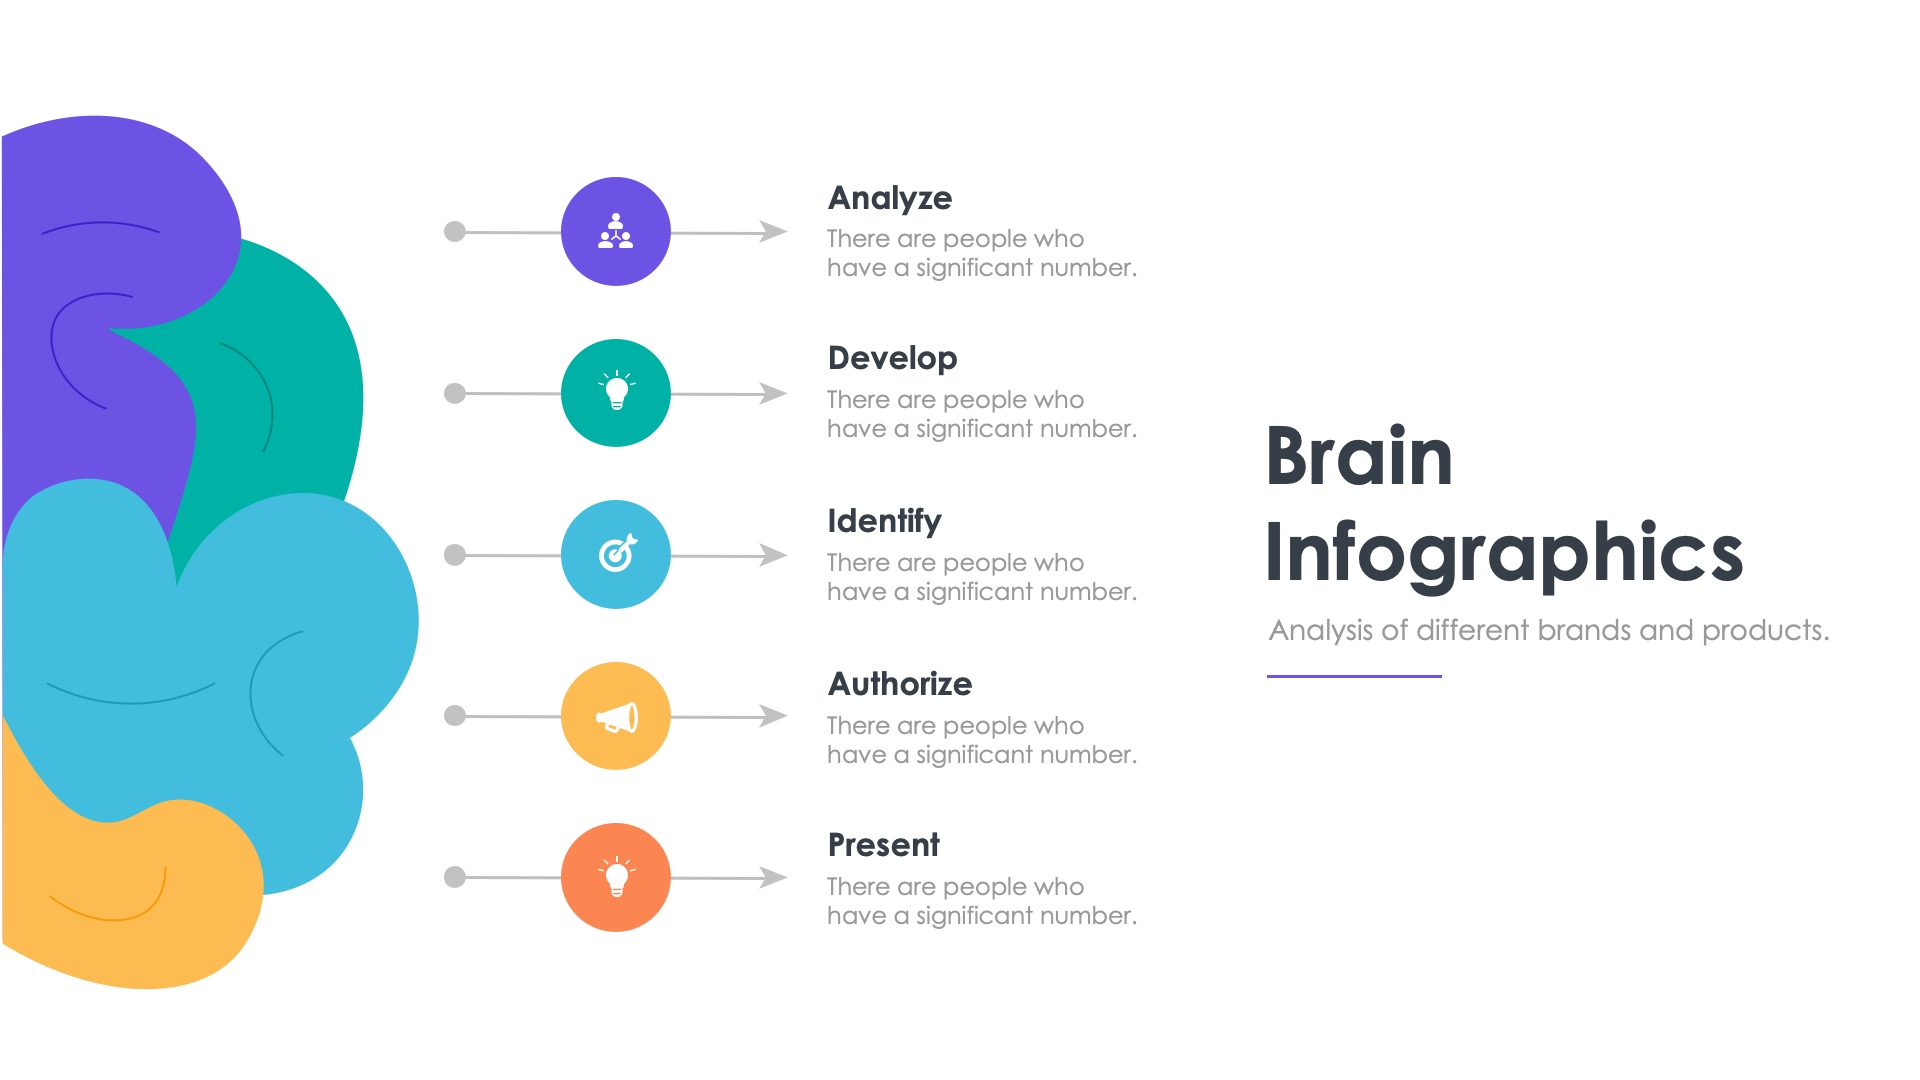 Analyze
There are people who
have a significant number.
Develop
There are people who
have a significant number.
Identify
There are people who
have a significant number.
Authorize
There are people who
have a significant number.
Present
There are people who
have a significant number.
Brain
Infographics
Analysis of different brands and products.